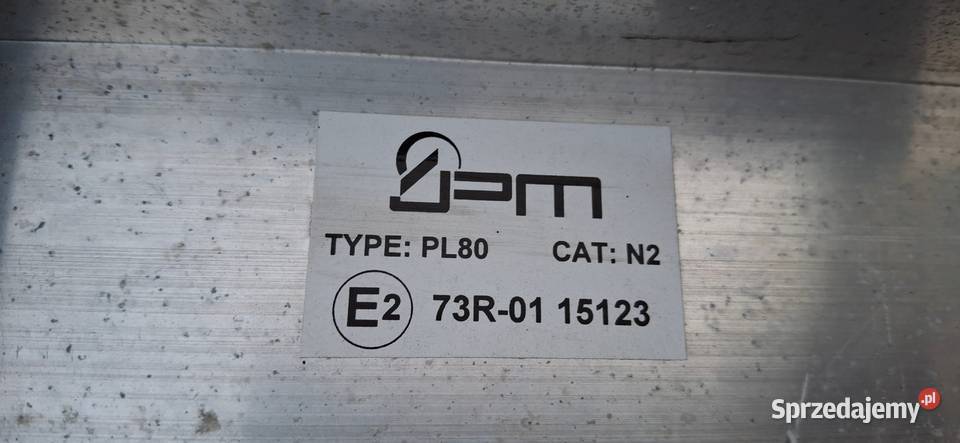 JPM
TYPE: PL80 CAT: N2
E2 73R-01 15123
Sprzedajemy.pl